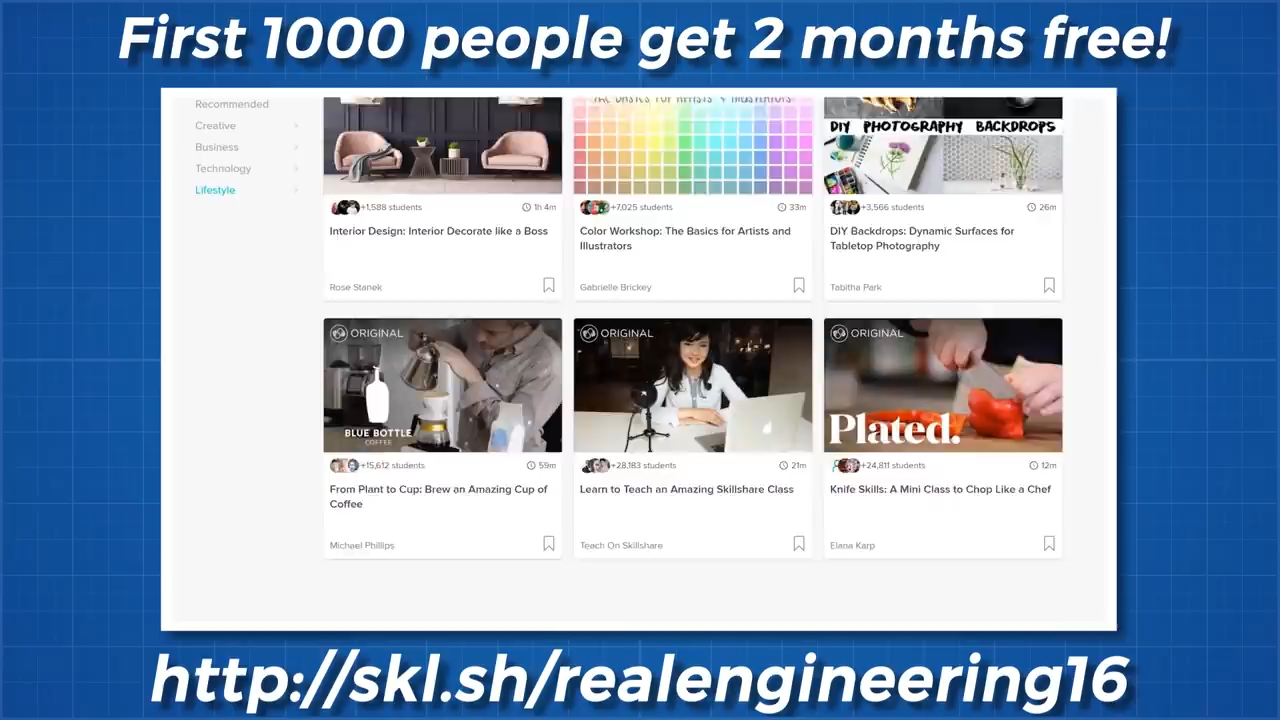 First 1000 people get 2 months free!
Recommended
Creative
Business
Technology
Lifestyle
THE BASICS FOR ARTISTS & ILLUSTRATORS
DIY PHOTOGRAPHY BACKDROPS
+1,588 students 1h 4m
+7,025 students 33m
+3,566 students 26m
Interior Design: Interior Decorate like a Boss
Color Workshop: The Basics for Artists and
Illustrators
DIY Backdrops: Dynamic Surfaces for
Tabletop Photography
Rose Stanek
Gabrielle Brickey
Tabitha Park
ORIGINAL
BLUE BOTTLE
COFFEE
ORIGINAL
ORIGINAL
Plated.
+15,612 students 59m
+28,183 students 21m
+24,811 students 12m
From Plant to Cup: Brew an Amazing Cup of
Coffee
Learn to Teach an Amazing Skillshare Class
Knife Skills: A Mini Class to Chop Like a Chef
Michael Phillips
Teach On Skillshare
Elana Karp
http://skl.sh/realengineering16